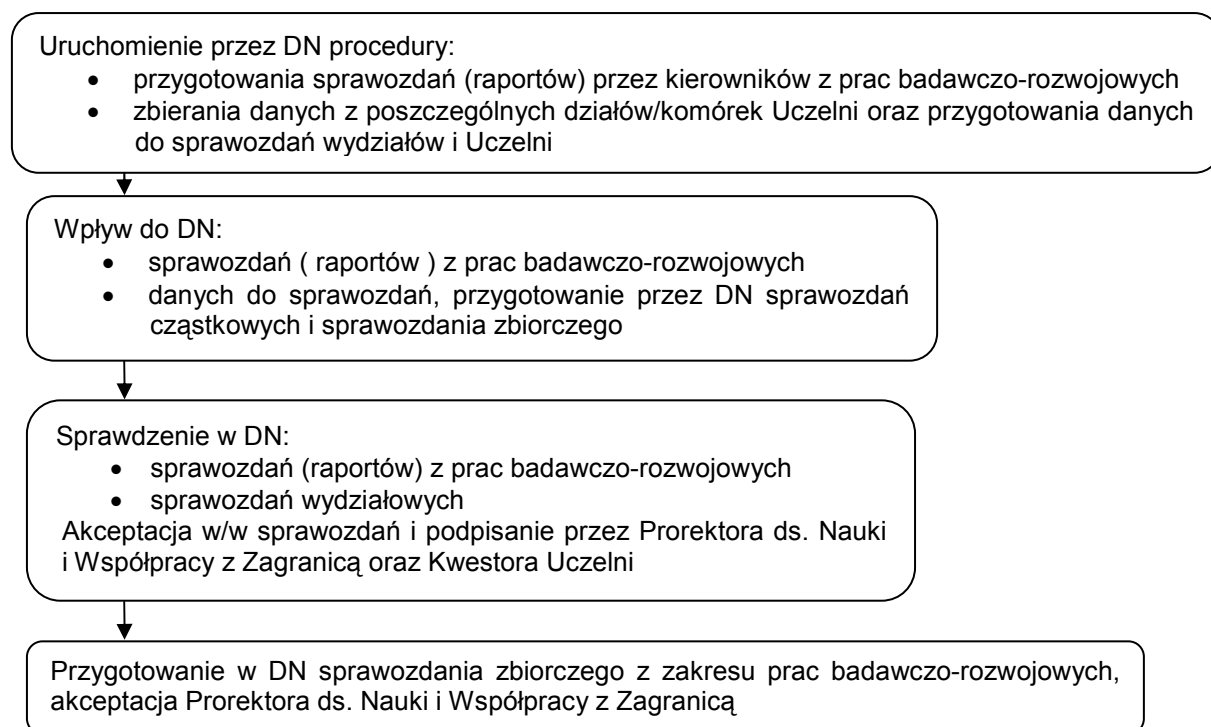 Uruchomienie przez DN procedury:
• przygotowania sprawozdań (raportów) przez kierowników z prac badawczo-rozwojowych
• zbierania danych z poszczególnych działów/komórek Uczelni oraz przygotowania danych
do sprawozdań wydziałów i Uczelni
Wpływ do DN:
• sprawozdań ( raportów ) z prac badawczo-rozwojowych
• danych do sprawozdań, przygotowanie przez DN sprawozdań
cząstkowych i sprawozdania zbiorczego
Sprawdzenie w DN:
• sprawozdań (raportów) z prac badawczo-rozwojowych
• sprawozdań wydziałowych
Akceptacja w/w sprawozdań i podpisanie przez Prorektora ds. Nauki
i Współpracy z Zagranicą oraz Kwestora Uczelni
Przygotowanie w DN sprawozdania zbiorczego z zakresu prac badawczo-rozwojowych,
akceptacja Prorektora ds. Nauki i Współpracy z Zagranicą